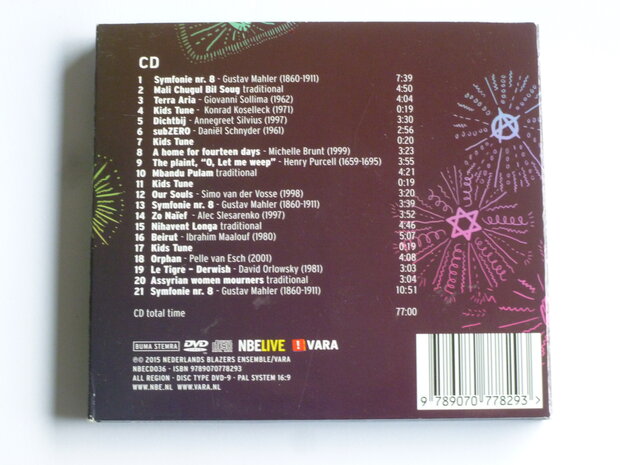 CD
1 Symfonie nr. 8 - Gustav Mahler (1860-1911) 7:39
2 Mali Chugul Bil Soug traditional 4:50
3 Terra Aria - Giovanni Sollima (1962) 4:04
4 Kids Tune - Konrad Koselleck (1971) 0:19
5 Dichtbij - Annegreet Silvius (1997) 3:30
6 subZERO - Daniël Schnyder (1961) 2:56
7 Kids Tune 0:20
8 A home for fourteen days - Michelle Brunt (1999) 3:23
9 The plaint, "O, Let me weep" - Henry Purcell (1659-1695) 3:55
10 Mbandu Pulam traditional 4:21
11 Kids Tune 0:19
12 Our Souls - Simo van der Vosse (1998) 3:20
13 Symfonie nr. 8 - Gustav Mahler (1860-1911) 3:39
14 Zo Naïef - Alec Slesarenko (1997) 3:52
15 Nihavent Longa traditional 4:46
16 Beirut - Ibrahim Maalouf (1980) 5:07
17 Kids Tune 0:19
18 Orphan - Pelle van Esch (2001) 4:08
19 Le Tigre - Derwish - David Orlowsky (1981) 3:03
20 Assyrian women mourners traditional 3:04
21 Symfonie nr. 8 - Gustav Mahler (1860-1911) 10:51
CD total time 77:00
BUMA STEMRA DVD NBELIVE ! VARA
℗© 2015 NEDERLANDS BLAZERS ENSEMBLE/VARA
NBECD036 - ISBN 9789070778293
ALL REGION - DISC TYPE DVD-9 - PAL SYSTEM 16:9
WWW.NBE.NL - WWW.VARA.NL
9 789070 778293 >